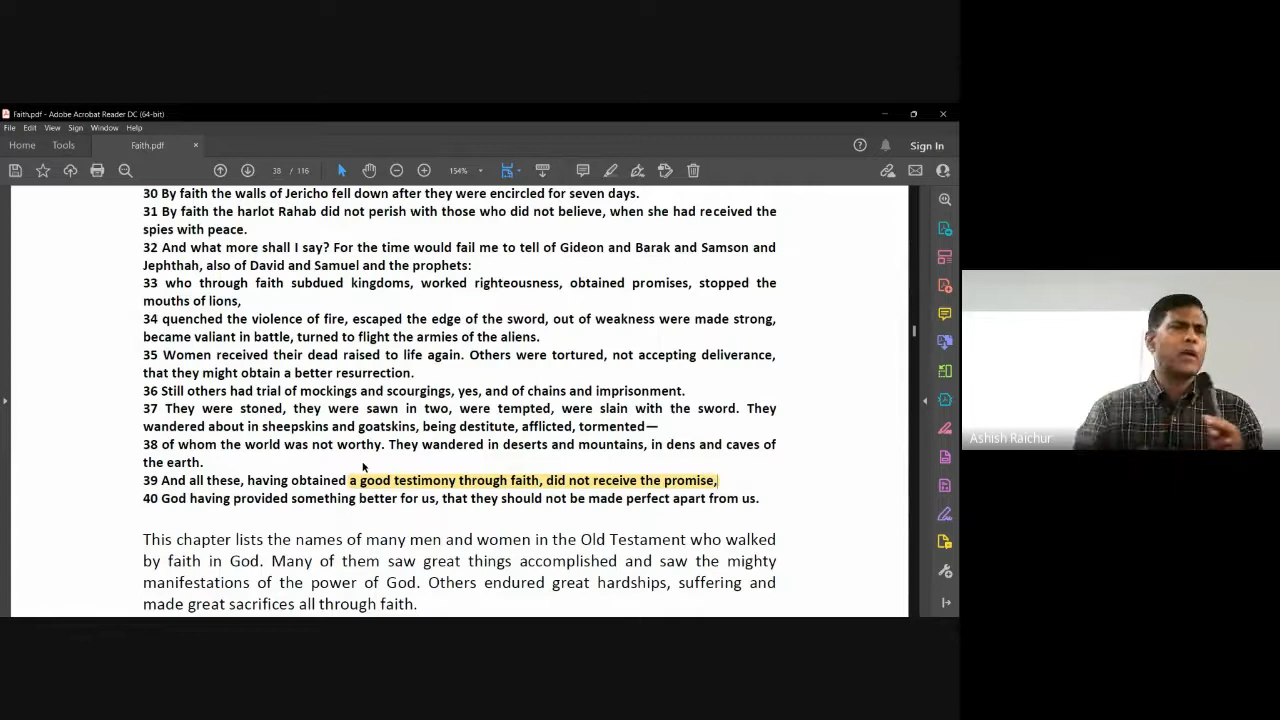 Faith.pdf - Adobe Acrobat Reader DC (64-bit)
File Edit View Sign Window Help
Home Tools Faith.pdf × Sign In
38 / 116 154%
30 By faith the walls of Jericho fell down after they were encircled for seven days.
31 By faith the harlot Rahab did not perish with those who did not believe, when she had received the
spies with peace.
32 And what more shall I say? For the time would fail me to tell of Gideon and Barak and Samson and
Jephthah, also of David and Samuel and the prophets:
33 who through faith subdued kingdoms, worked righteousness, obtained promises, stopped the
mouths of lions,
34 quenched the violence of fire, escaped the edge of the sword, out of weakness were made strong,
became valiant in battle, turned to flight the armies of the aliens.
35 Women received their dead raised to life again. Others were tortured, not accepting deliverance,
that they might obtain a better resurrection.
36 Still others had trial of mockings and scourgings, yes, and of chains and imprisonment.
37 They were stoned, they were sawn in two, were tempted, were slain with the sword. They
wandered about in sheepskins and goatskins, being destitute, afflicted, tormented—
38 of whom the world was not worthy. They wandered in deserts and mountains, in dens and caves of
the earth.
39 And all these, having obtained a good testimony through faith, did not receive the promise,
40 God having provided something better for us, that they should not be made perfect apart from us.
This chapter lists the names of many men and women in the Old Testament who walked
by faith in God. Many of them saw great things accomplished and saw the mighty
manifestations of the power of God. Others endured great hardships, suffering and
made great sacrifices all through faith.
Ashish Raichur